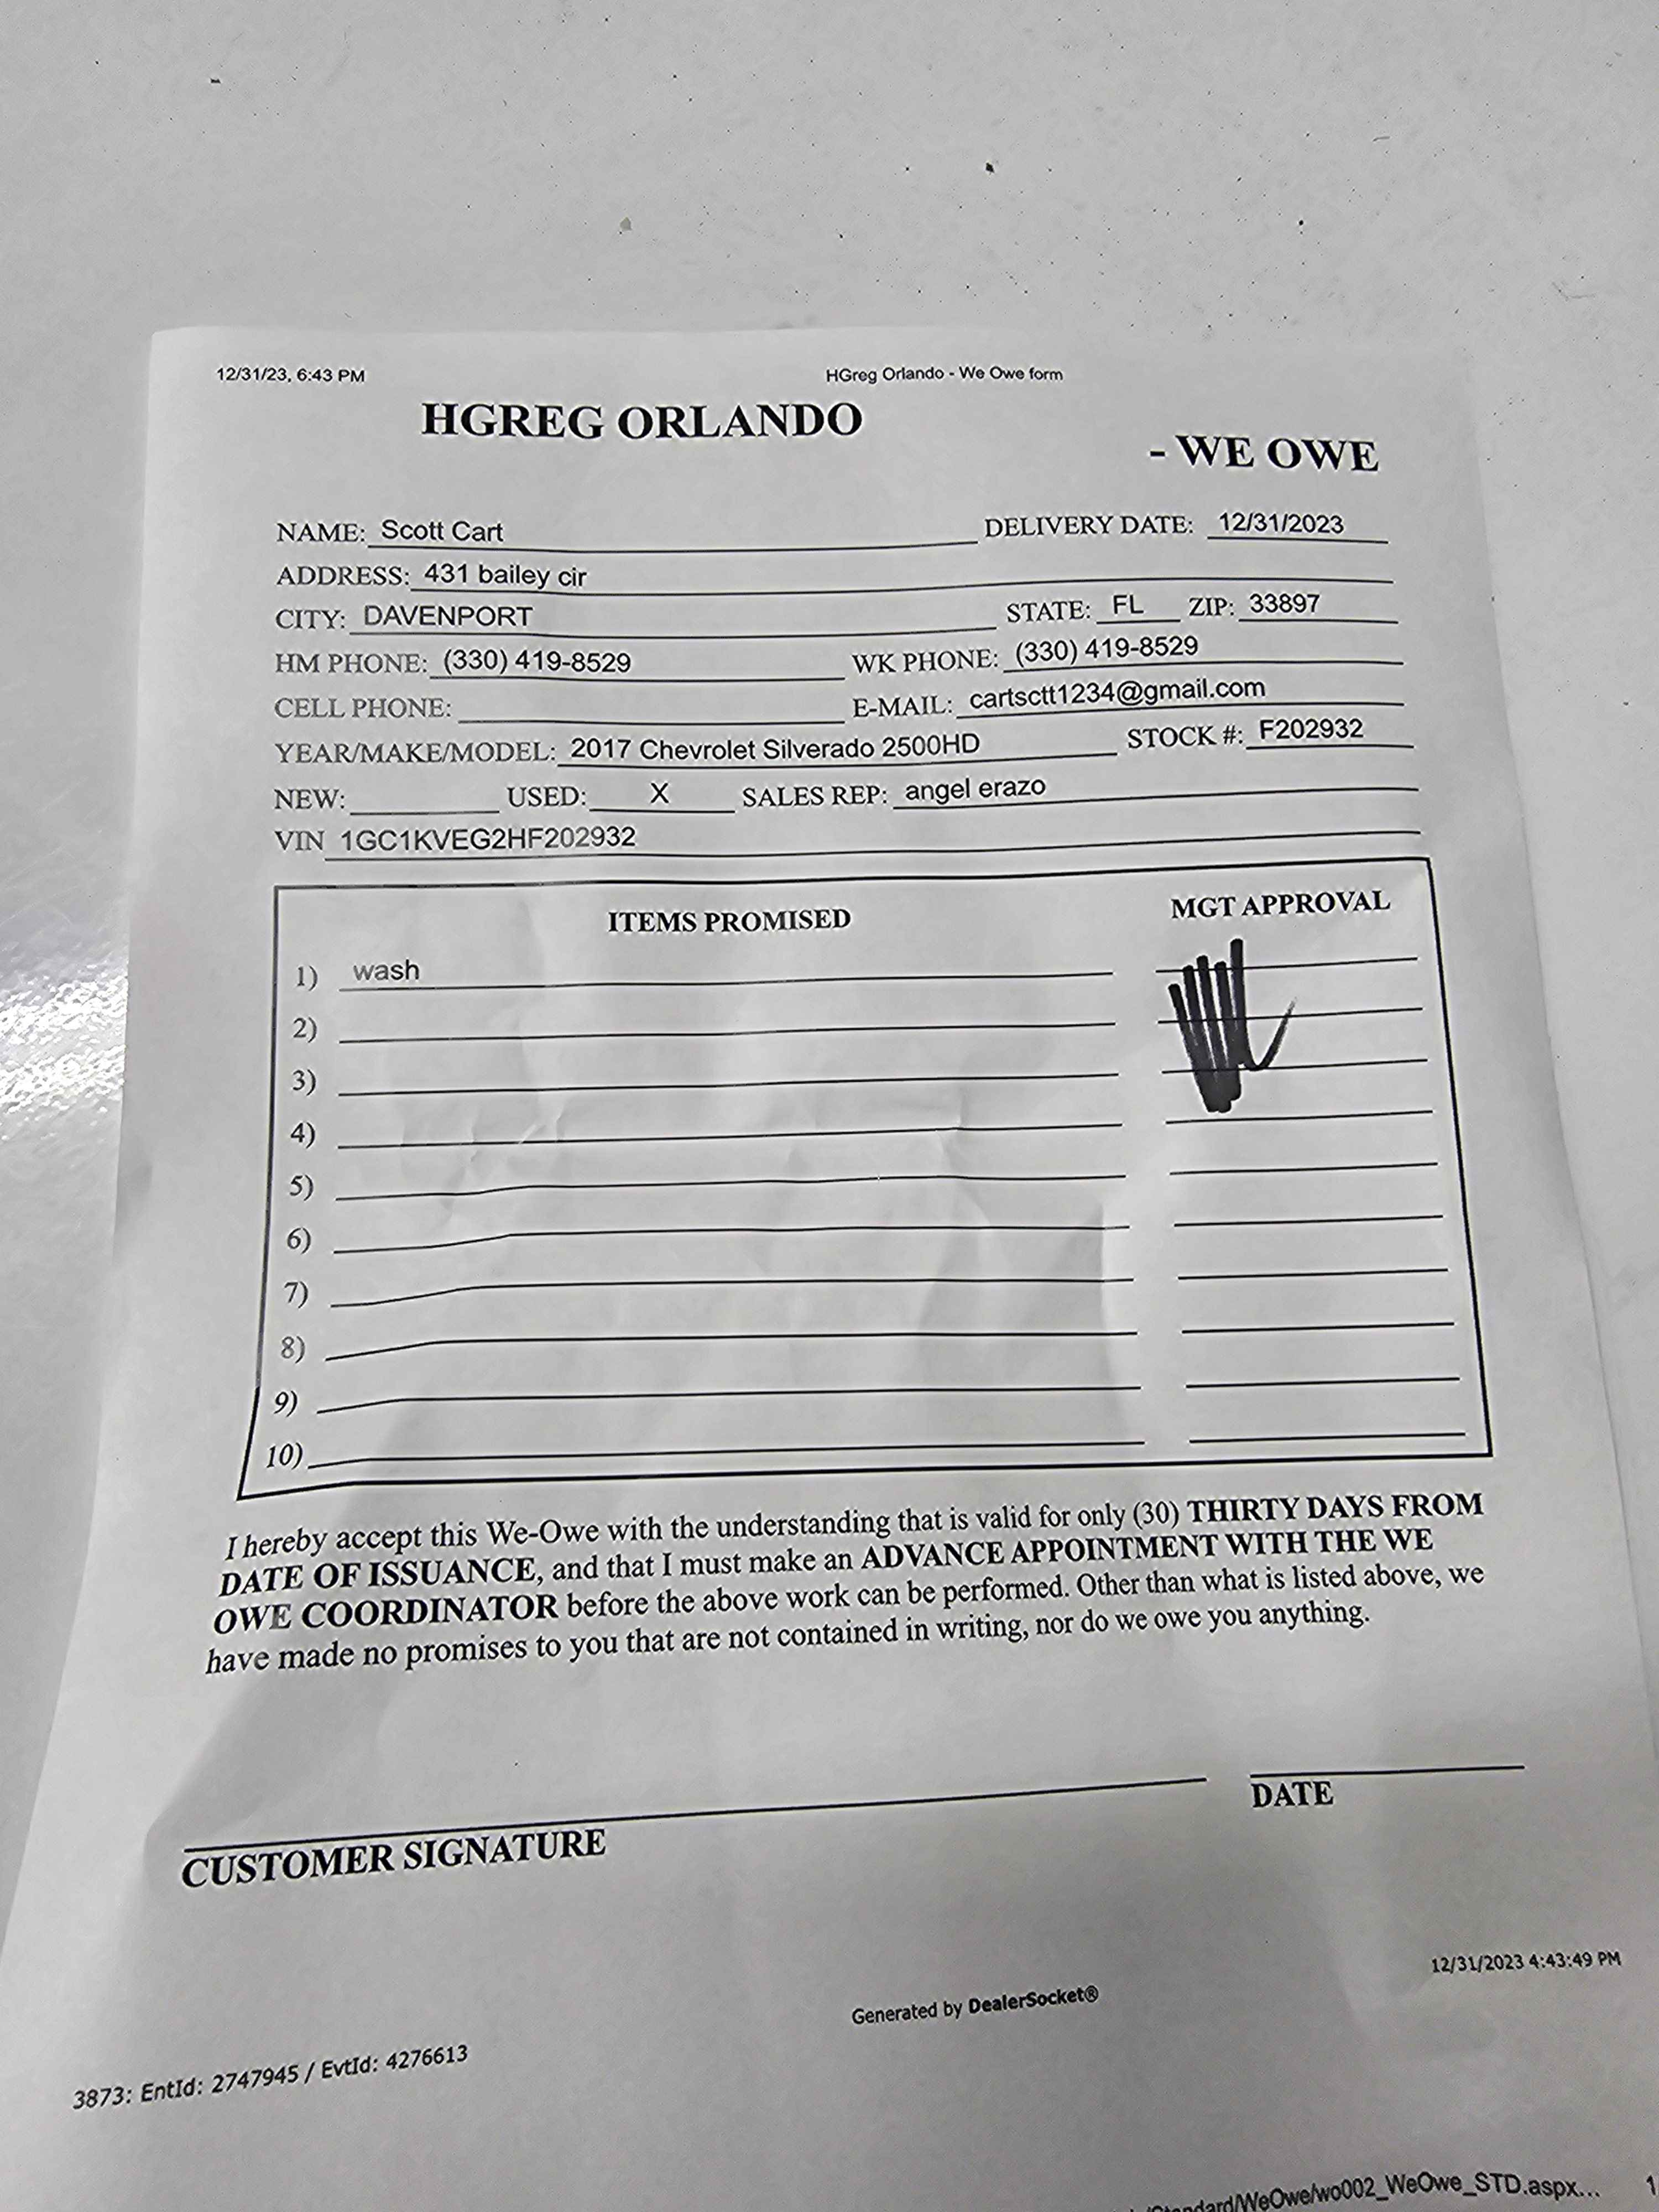 12/31/23, 6:43 PM HGreg Orlando - We Owe form
HGREG ORLANDO
- WE OWE
NAME: Scott Cart DELIVERY DATE: 12/31/2023
ADDRESS: 431 bailey cir
CITY: DAVENPORT STATE: FL ZIP: 33897
HM PHONE: (330) 419-8529 WK PHONE: (330) 419-8529
CELL PHONE: E-MAIL: cartsctt1234@gmail.com
YEAR/MAKE/MODEL: 2017 Chevrolet Silverado 2500HD STOCK #: F202932
NEW: USED: X SALES REP: angel erazo
VIN 1GC1KVEG2HF202932
ITEMS PROMISED MGT APPROVAL
1) wash
2)
3)
4)
5)
6)
7)
8)
9)
10)
I hereby accept this We-Owe with the understanding that is valid for only (30) THIRTY DAYS FROM
DATE OF ISSUANCE, and that I must make an ADVANCE APPOINTMENT WITH THE WE
OWE COORDINATOR before the above work can be performed. Other than what is listed above, we
have made no promises to you that are not contained in writing, nor do we owe you anything.
CUSTOMER SIGNATURE DATE
12/31/2023 4:43:49 PM
Generated by DealerSocket®
3873: EntId: 2747945 / EvtId: 4276613
/WeOwe/wo002_WeOwe_STD.aspx... 1